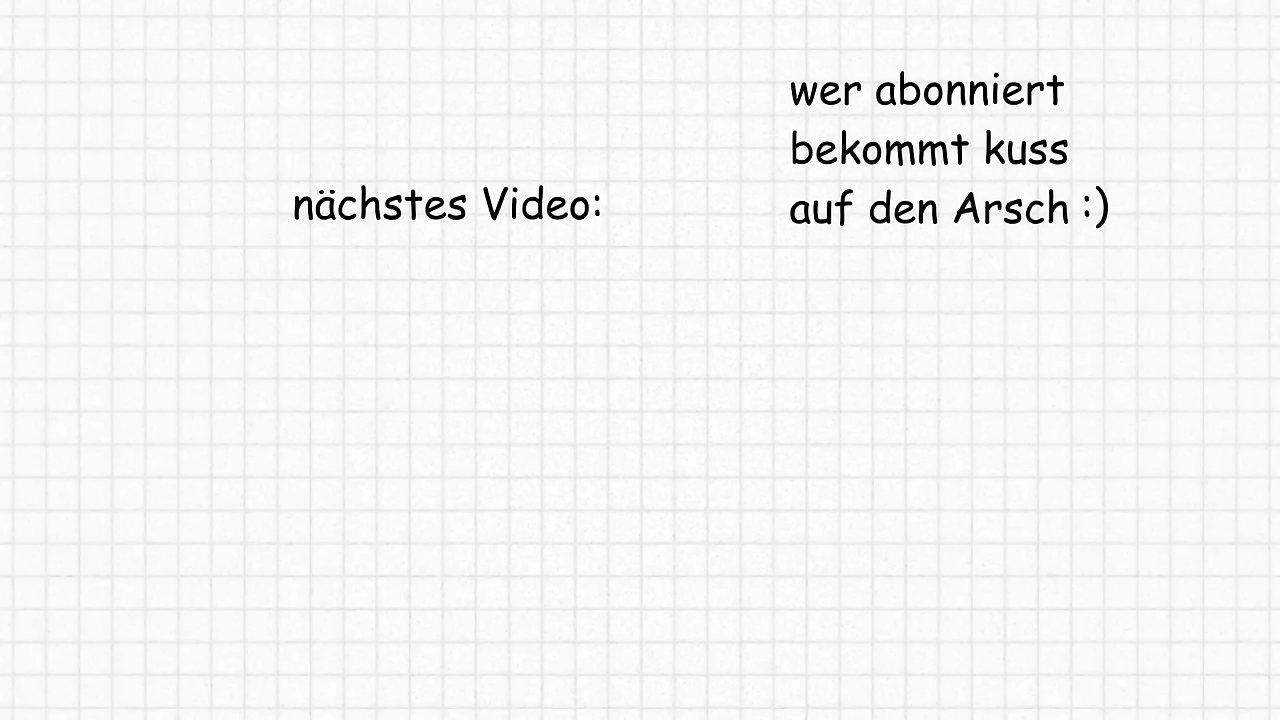 nächstes Video:
wer abonniert
bekommt kuss
auf den Arsch :)